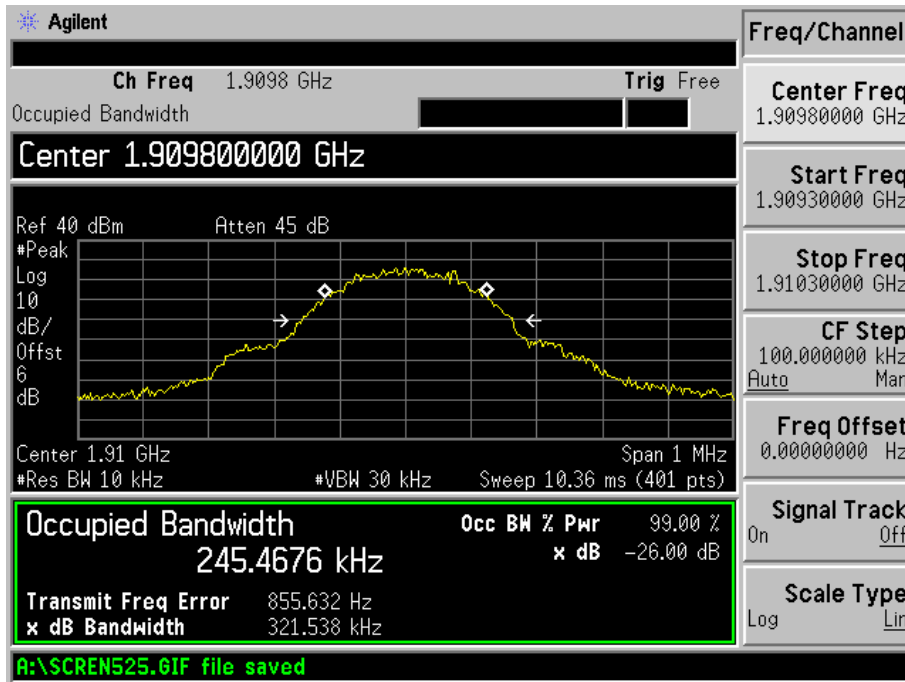 Agilent
Ch Freq 1.9098 GHz Trig Free
Occupied Bandwidth
Center 1.909800000 GHz
Ref 40 dBm Atten 45 dB
#Peak
Log
10
dB/
Offst
6
dB
Center 1.91 GHz Span 1 MHz
#Res BW 10 kHz #VBW 30 kHz Sweep 10.36 ms (401 pts)
Occupied Bandwidth
245.4676 kHz
Occ BW % Pwr 99.00 %
x dB -26.00 dB
Transmit Freq Error 855.632 Hz
x dB Bandwidth 321.538 kHz
A:\SCREN525.GIF file saved
Freq/Channel
Center Freq
1.90980000 GHz
Start Freq
1.90930000 GHz
Stop Freq
1.91030000 GHz
CF Step
100.000000 kHz
Auto Man
Freq Offset
0.00000000 Hz
Signal Track
On Off
Scale Type
Log Lin